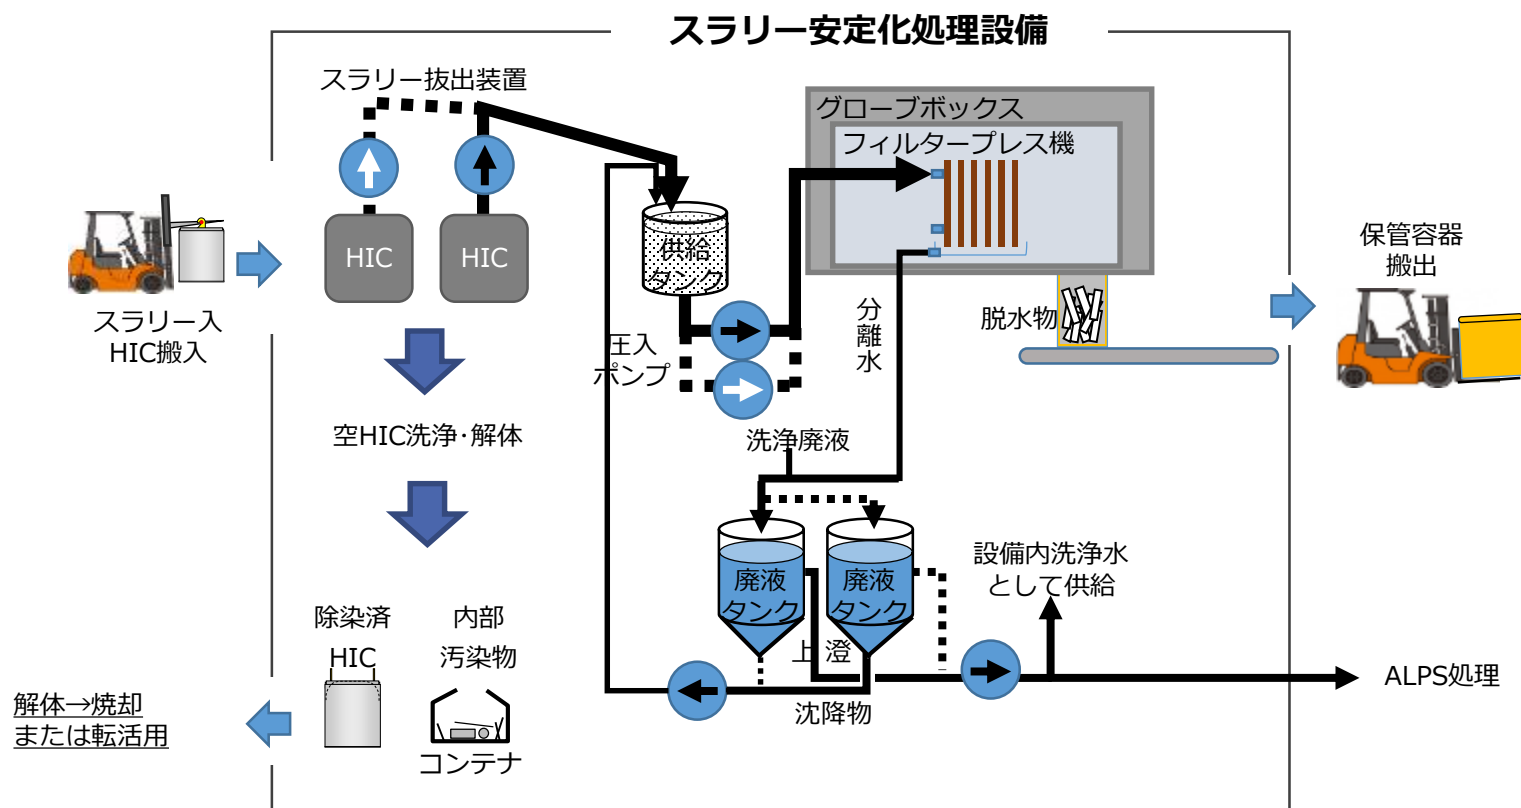 スラリー安定化処理設備
スラリー抜出装置
グローブボックス
フィルタープレス機
HIC
HIC
供給
タンク
スラリー入
HIC搬入
保管容器
搬出
圧入
ポンプ
分離水
脱水物
空HIC洗浄・解体
洗浄廃液
設備内洗浄水
として供給
廃液
タンク
廃液
タンク
上澄
沈降物
ALPS処理
除染済
HIC
内部
汚染物
コンテナ
解体→焼却
または転活用